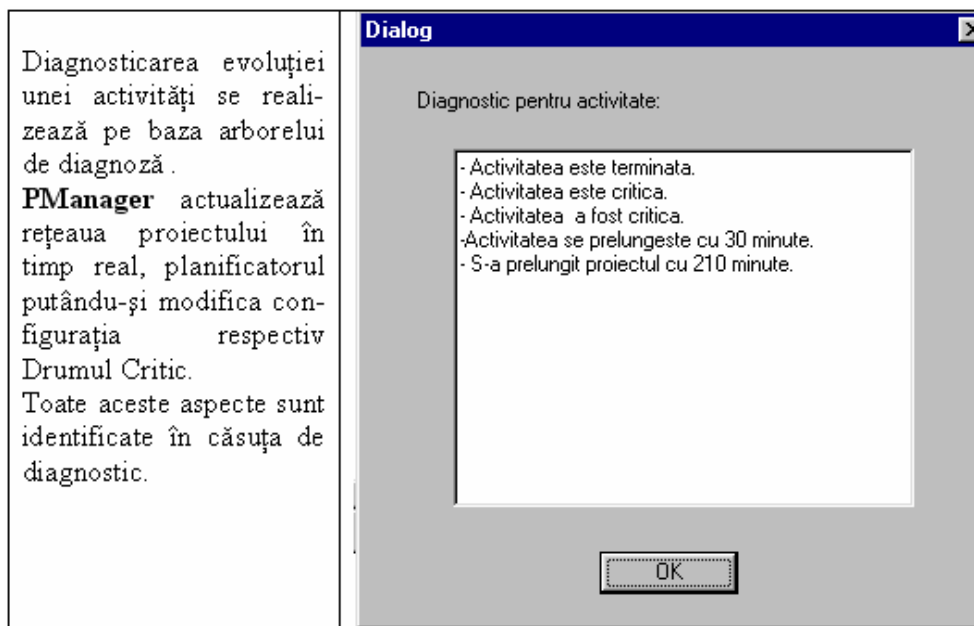 Diagnosticarea evoluţiei
unei activităţi se reali-
zează pe baza arborelui
de diagnoză .
PManager actualizează
reţeaua proiectului în
timp real, planificatorul
putându-şi modifica con-
figuraţia respectiv
Drumul Critic.
Toate aceste aspecte sunt
identificate în căsuţa de
diagnostic.
Dialog
Diagnostic pentru activitate:
- Activitatea este terminata.
- Activitatea este critica.
- Activitatea  a fost critica.
-Activitatea se prelungeste cu 30 minute.
- S-a prelungit proiectul cu 210 minute.
OK